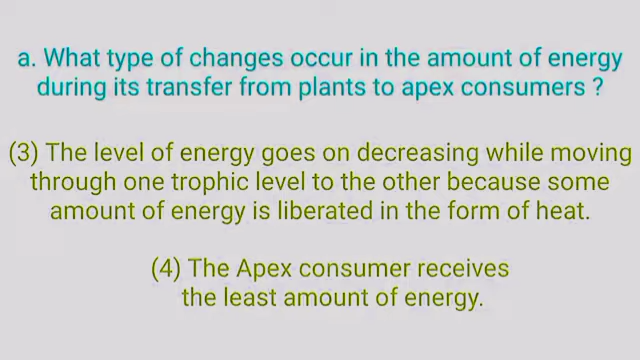 a. What type of changes occur in the amount of energy
during its transfer from plants to apex consumers ?
(3) The level of energy goes on decreasing while moving
through one trophic level to the other because some
amount of energy is liberated in the form of heat.
(4) The Apex consumer receives
the least amount of energy.